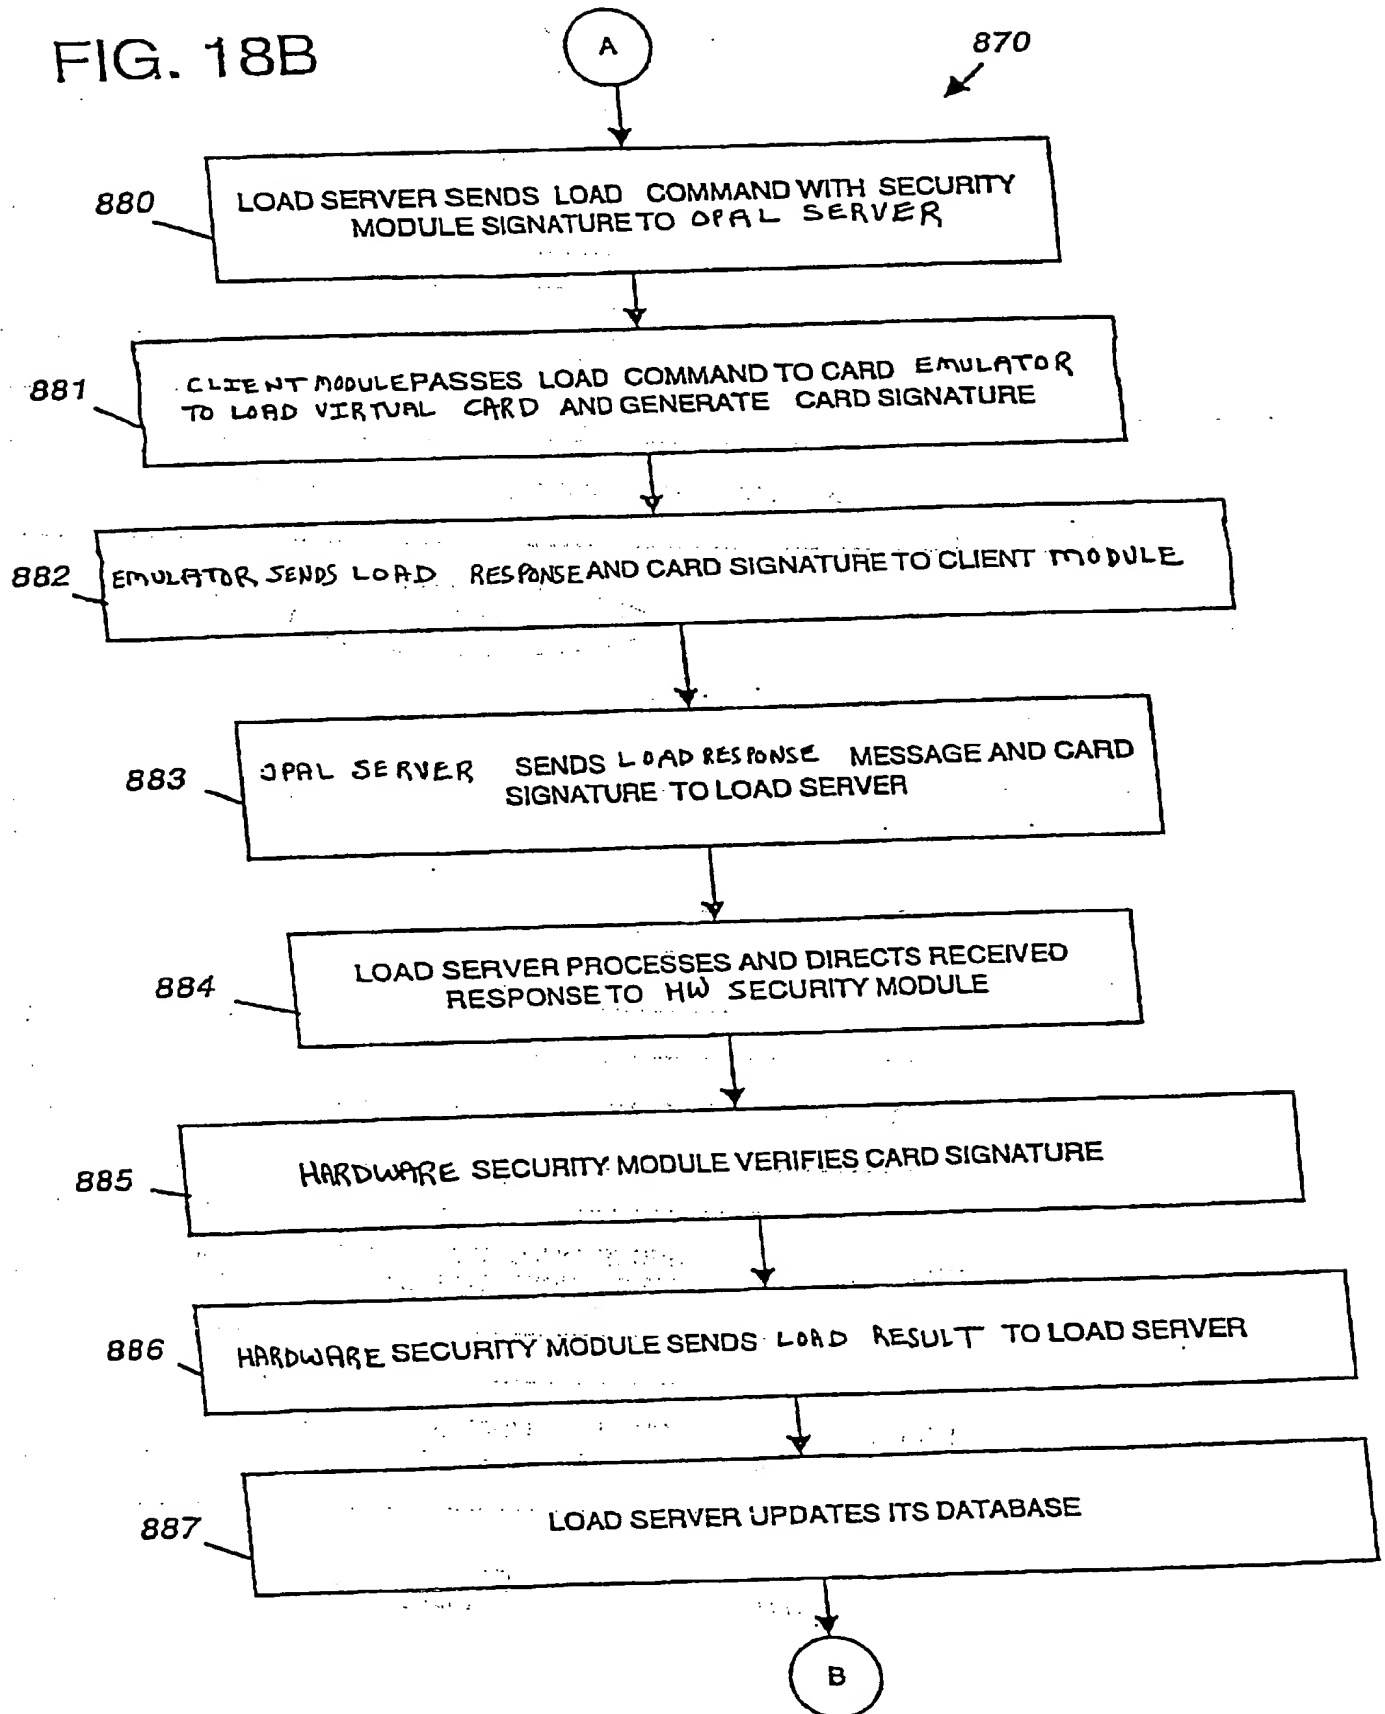 FIG. 18B
A
870
880
LOAD SERVER SENDS LOAD COMMAND WITH SECURITY
MODULE SIGNATURE TO OPAL SERVER
881
CLIENT MODULE PASSES LOAD COMMAND TO CARD EMULATOR
TO LOAD VIRTUAL CARD AND GENERATE CARD SIGNATURE
882
EMULATOR SENDS LOAD RESPONSE AND CARD SIGNATURE TO CLIENT MODULE
883
OPAL SERVER SENDS LOAD RESPONSE MESSAGE AND CARD
SIGNATURE TO LOAD SERVER
884
LOAD SERVER PROCESSES AND DIRECTS RECEIVED
RESPONSE TO HW SECURITY MODULE
885
HARDWARE SECURITY MODULE VERIFIES CARD SIGNATURE
886
HARDWARE SECURITY MODULE SENDS LOAD RESULT TO LOAD SERVER
887
LOAD SERVER UPDATES ITS DATABASE
B